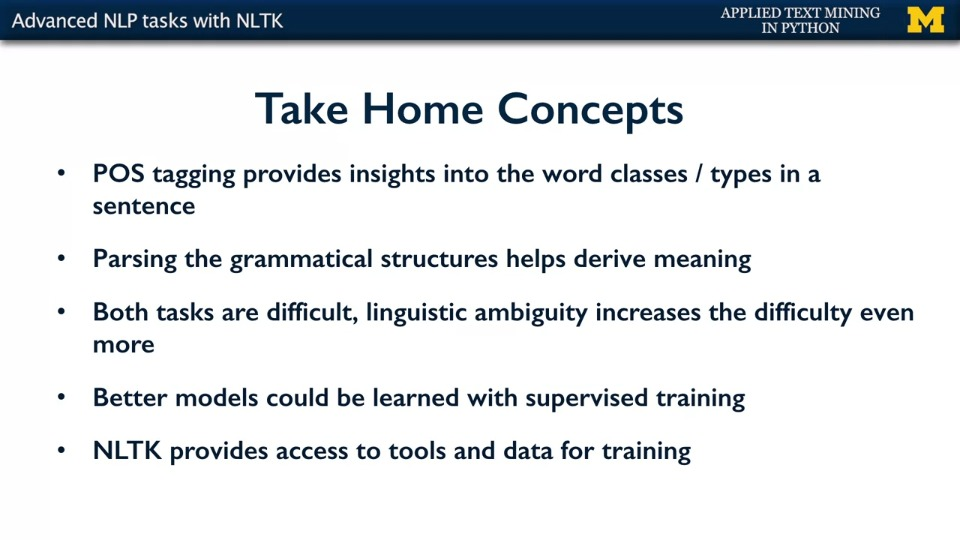 Advanced NLP tasks with NLTK
APPLIED TEXT MINING
IN PYTHON
M
Take Home Concepts
• POS tagging provides insights into the word classes / types in a
sentence
• Parsing the grammatical structures helps derive meaning
• Both tasks are difficult, linguistic ambiguity increases the difficulty even
more
• Better models could be learned with supervised training
• NLTK provides access to tools and data for training